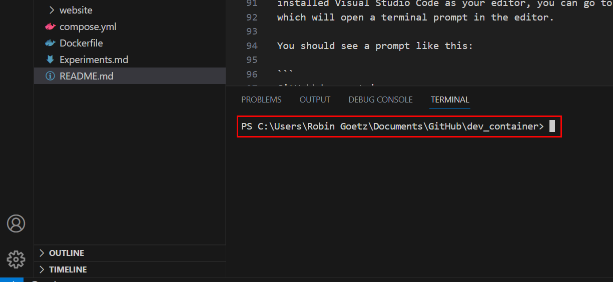 website
compose.yml
Dockerfile
Experiments.md
README.md
OUTLINE
TIMELINE
91 installed Visual Studio Code as your editor, you can go to
92 which will open a terminal prompt in the editor.
93
94 You should see a prompt like this:
95
96 ```
PROBLEMS OUTPUT DEBUG CONSOLE TERMINAL
PS C:\Users\Robin Goetz\Documents\GitHub\dev_container>